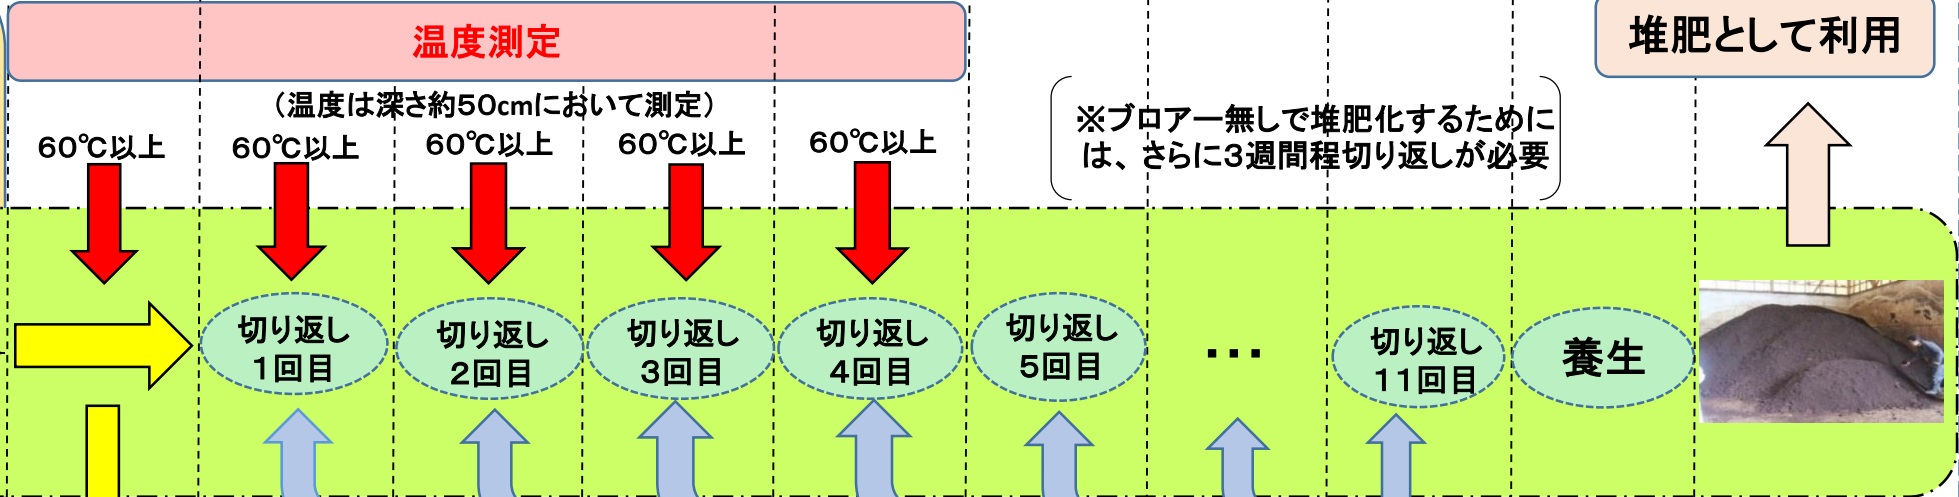 温度測定
堆肥として利用
（温度は深さ約50cmにおいて測定）
60℃以上
60℃以上
60℃以上
60℃以上
60℃以上
※ブロアー無しで堆肥化するために
は、さらに３週間程切り返しが必要
切り返し
１回目
切り返し
２回目
切り返し
３回目
切り返し
４回目
切り返し
５回目
…
切り返し
１１回目
養生